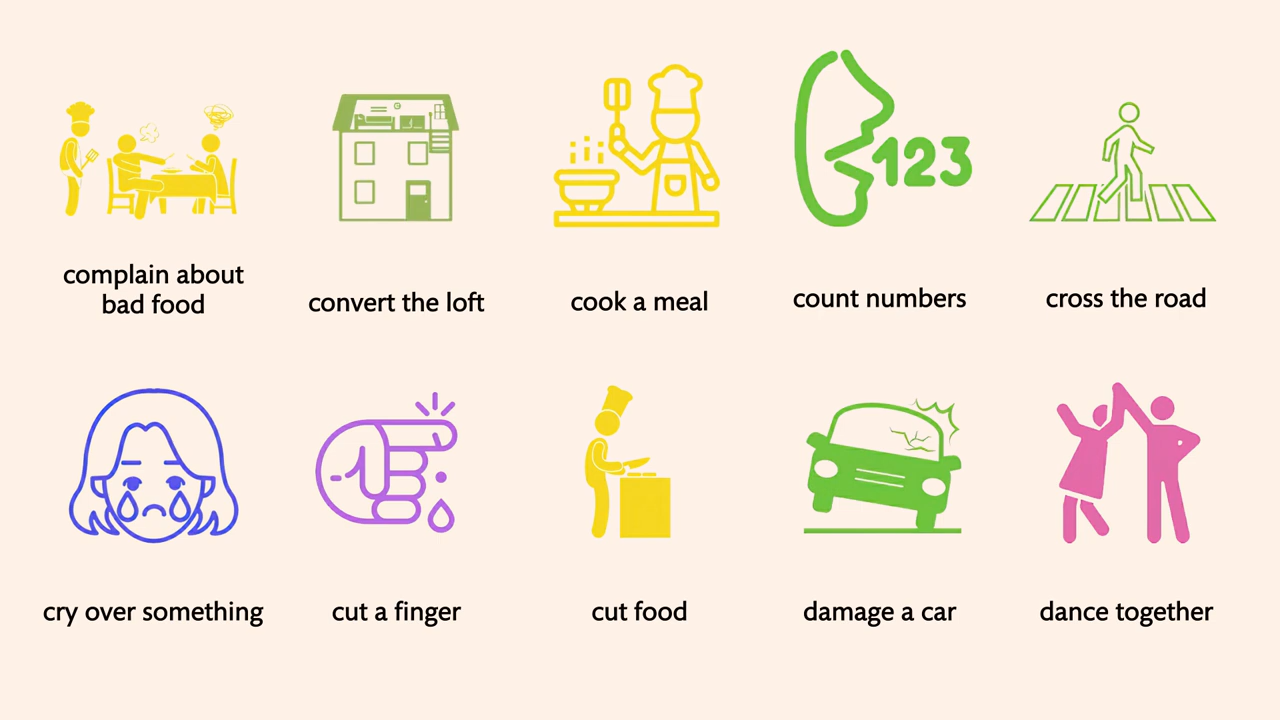 123
complain about
bad food
convert the loft
cook a meal
count numbers
cross the road
cry over something
cut a finger
cut food
damage a car
dance together